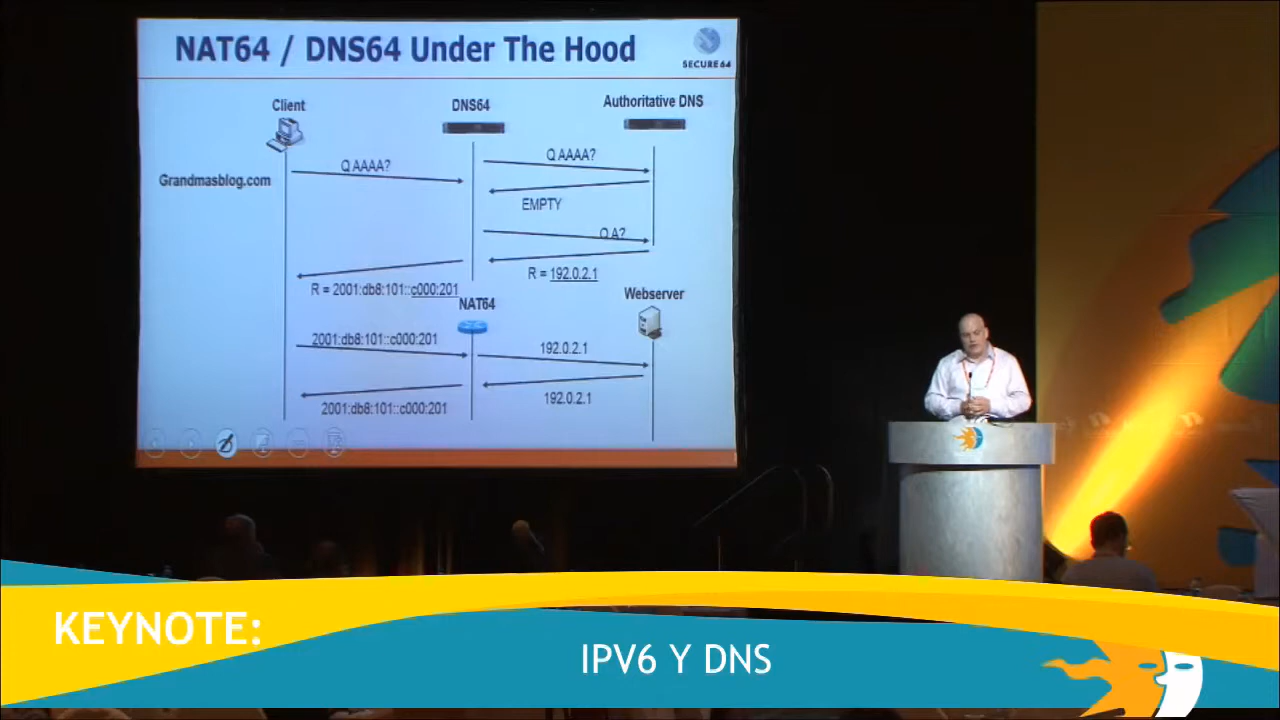 NAT64 / DNS64 Under The Hood
SECURE64
Client
DNS64
Authoritative DNS
Grandmasblog.com
Q AAAA?
Q AAAA?
EMPTY
Q A?
R = 192.0.2.1
R = 2001:db8:101::c000:201
NAT64
Webserver
2001:db8:101::c000:201
192.0.2.1
192.0.2.1
2001:db8:101::c000:201
KEYNOTE:
IPV6 Y DNS